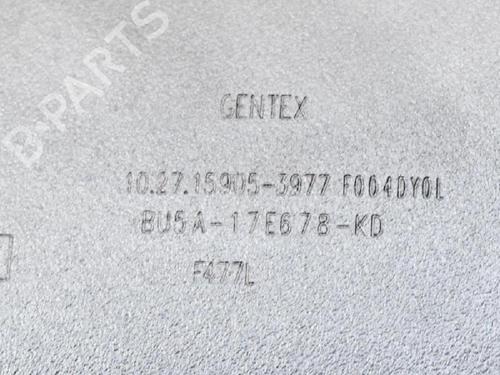 B-PARTS
GENTEX
10.27.15905-3977 F004DY0L
BU5A-17E678-KD
F477L